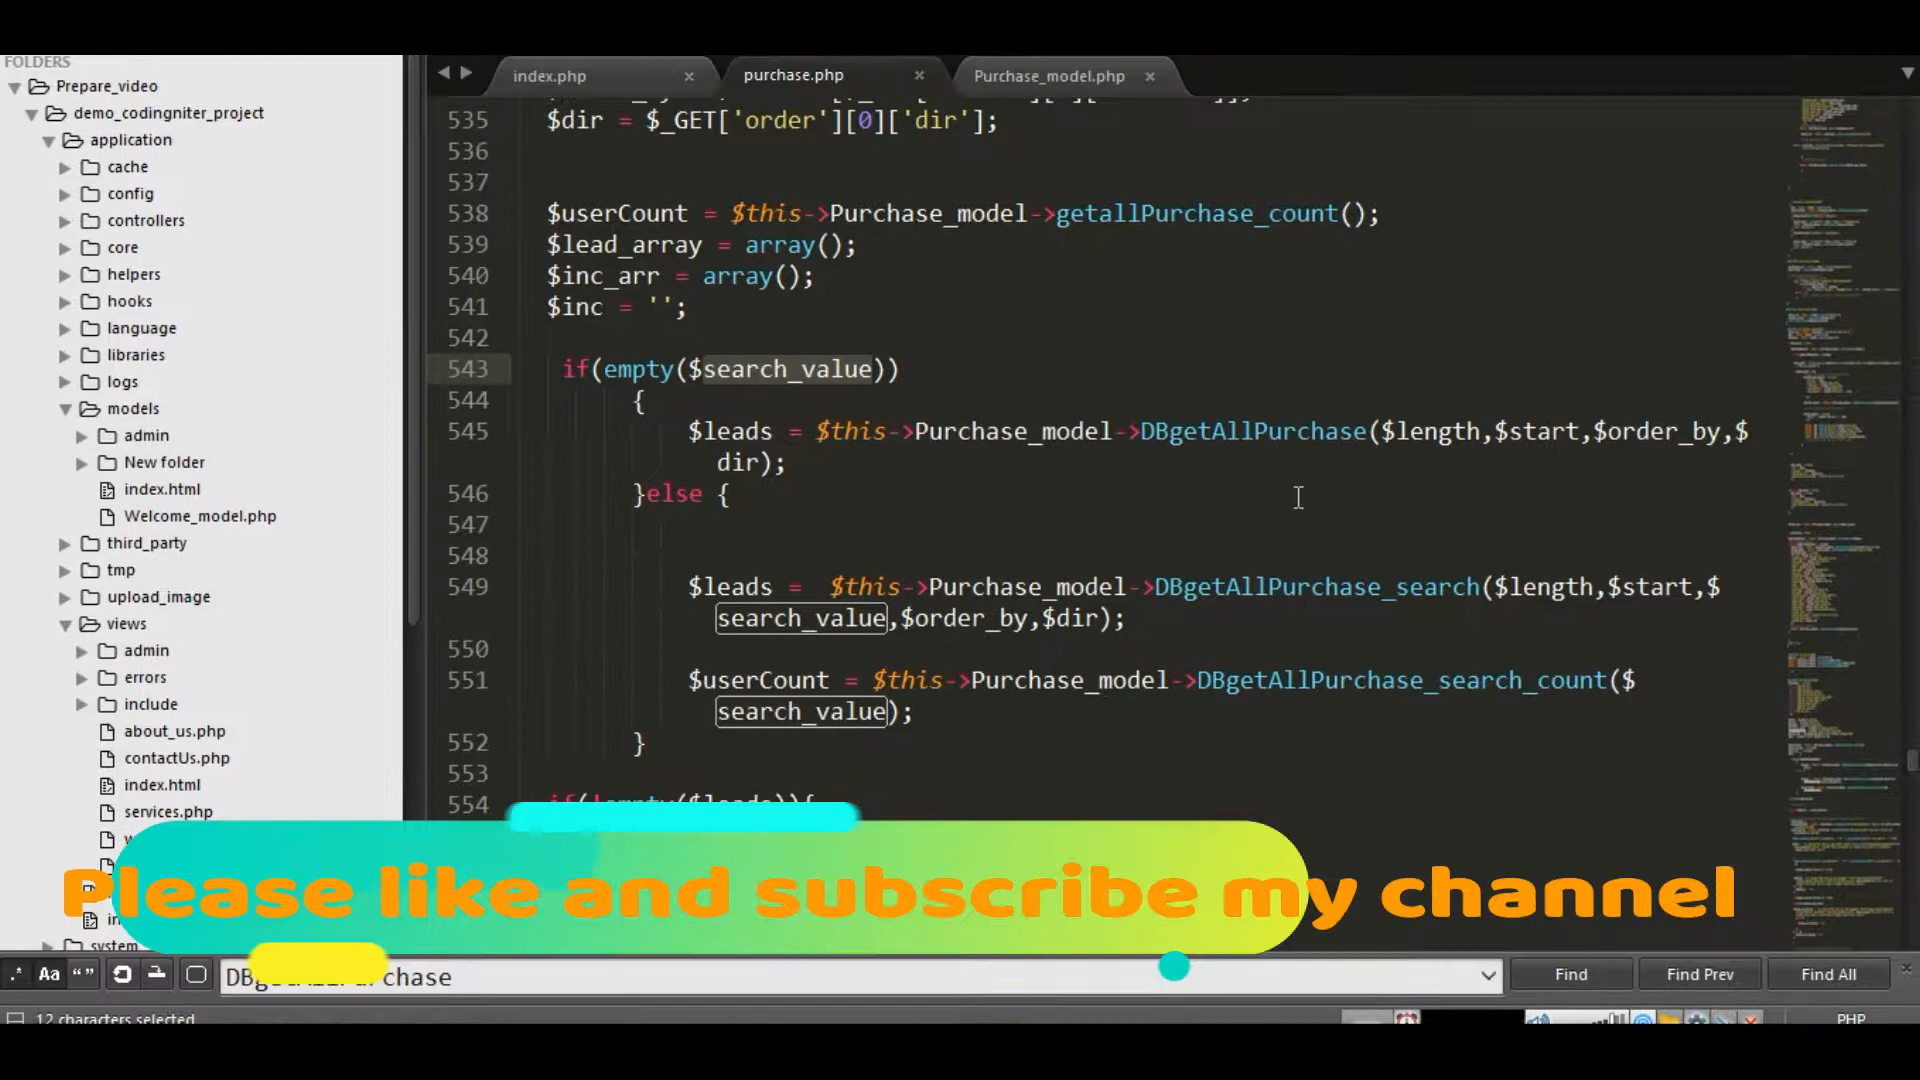 FOLDERS
Prepare_video
demo_codingniter_project
application
cache
config
controllers
core
helpers
hooks
language
libraries
logs
models
admin
New folder
index.html
Welcome_model.php
third_party
tmp
upload_image
views
admin
errors
include
about_us.php
contactUs.php
index.html
services.php
system
index.php ×
purchase.php ×
Purchase_model.php ×
535 $dir = $_GET['order'][0]['dir'];
536
537
538 $userCount = $this->Purchase_model->getallPurchase_count();
539 $lead_array = array();
540 $inc_arr = array();
541 $inc = '';
542
543 if(empty($search_value))
544 {
545 $leads = $this->Purchase_model->DBgetAllPurchase($length,$start,$order_by,$
dir);
546 }else {
547
548
549 $leads =  $this->Purchase_model->DBgetAllPurchase_search($length,$start,$
search_value,$order_by,$dir);
550
551 $userCount = $this->Purchase_model->DBgetAllPurchase_search_count($
search_value);
552 }
553
554 if(!empty($leads)){
Please like and subscribe my channel
.* Aa “ ”
DBgetAllPurchase
Find
Find Prev
Find All
12 characters selected
PHP